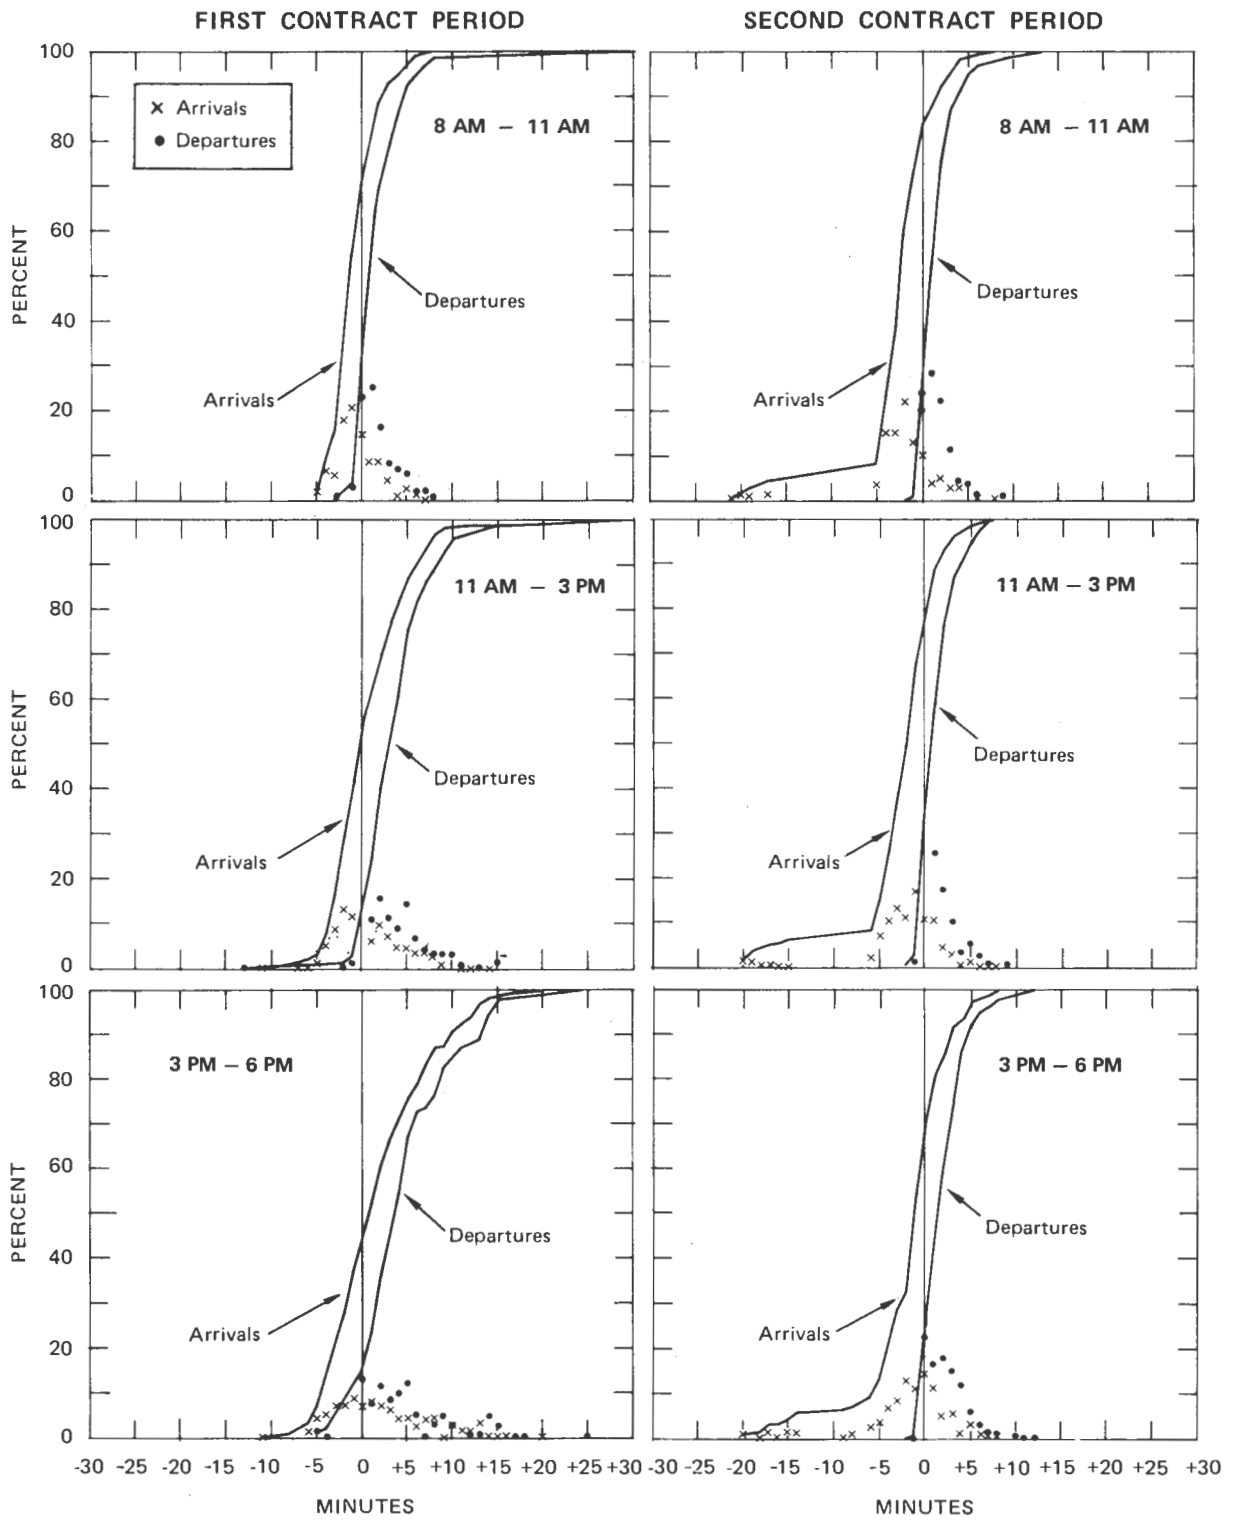 FIRST CONTRACT PERIOD
SECOND CONTRACT PERIOD
100
80
60
40
20
0
PERCENT
× Arrivals
● Departures
8 AM – 11 AM
Departures
Arrivals
8 AM – 11 AM
Departures
Arrivals
100
80
60
40
20
0
PERCENT
11 AM – 3 PM
Departures
Arrivals
11 AM – 3 PM
Departures
Arrivals
100
80
60
40
20
0
PERCENT
3 PM – 6 PM
Departures
Arrivals
3 PM – 6 PM
Departures
Arrivals
-30 -25 -20 -15 -10 -5 0 +5 +10 +15 +20 +25 +30
-30 -25 -20 -15 -10 -5 0 +5 +10 +15 +20 +25 +30
MINUTES
MINUTES